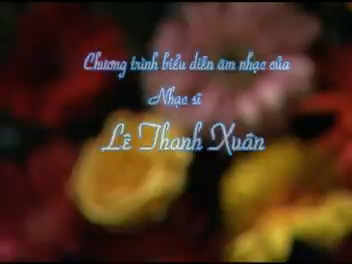 Chương trình biểu diễn âm nhạc của
Nhạc sĩ
Lê Thanh Xuân